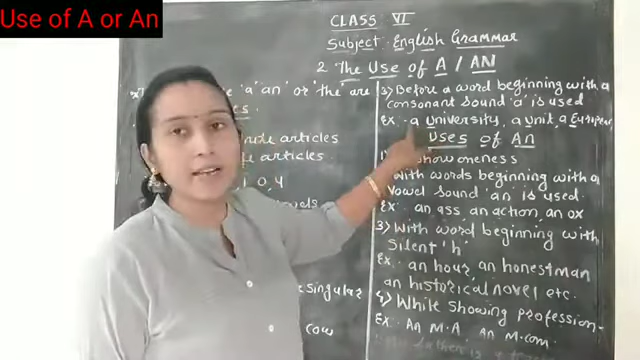 Use of A or An
CLASS VI
Subject English Grammar
2 The Use of A / AN
'a' an' or 'the' are
articles
articles
i, o, u
singular
cow
3) Before a word beginning with a
consonant sound 'a' is used
Ex. - a University, a Unit, a European
Uses of An
1) show oneness
With words beginning with a
Vowel sound 'an' is used.
Ex. an ass, an action, an ox
3) With word beginning with
Silent 'h'
Ex. an hour, an honest man
an historical novel etc.
4) While showing profession-
Ex. An M.A an M.com